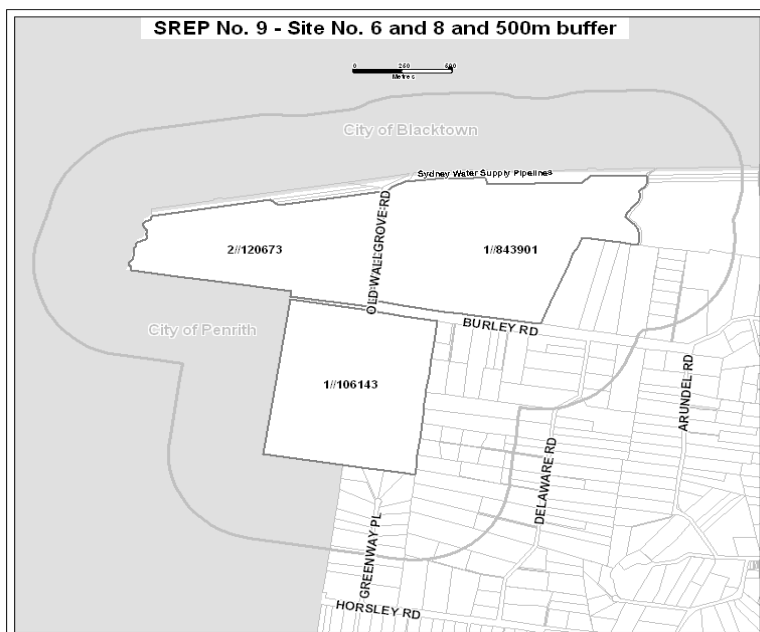 SREP No. 9 - Site No. 6 and 8 and 500m buffer
0 250 500
Metres
City of Blacktown
Sydney Water Supply Pipelines
OLD WALLGROVE RD
2//120673
1//843901
City of Penrith
BURLEY RD
ARUNDEL RD
1//106143
DELAWARE RD
GREENWAY PL
HORSLEY RD